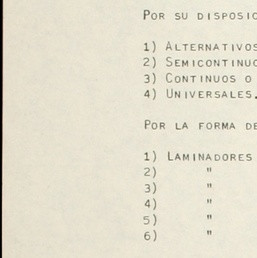 POR SU DISPOSIC
1) ALTERNATIVOS
2) SEMICONTINUO
3) CONTINUOS O
4) UNIVERSALES.
POR LA FORMA DE
1) LAMINADORES
2) "
3) "
4) "
5) "
6) "